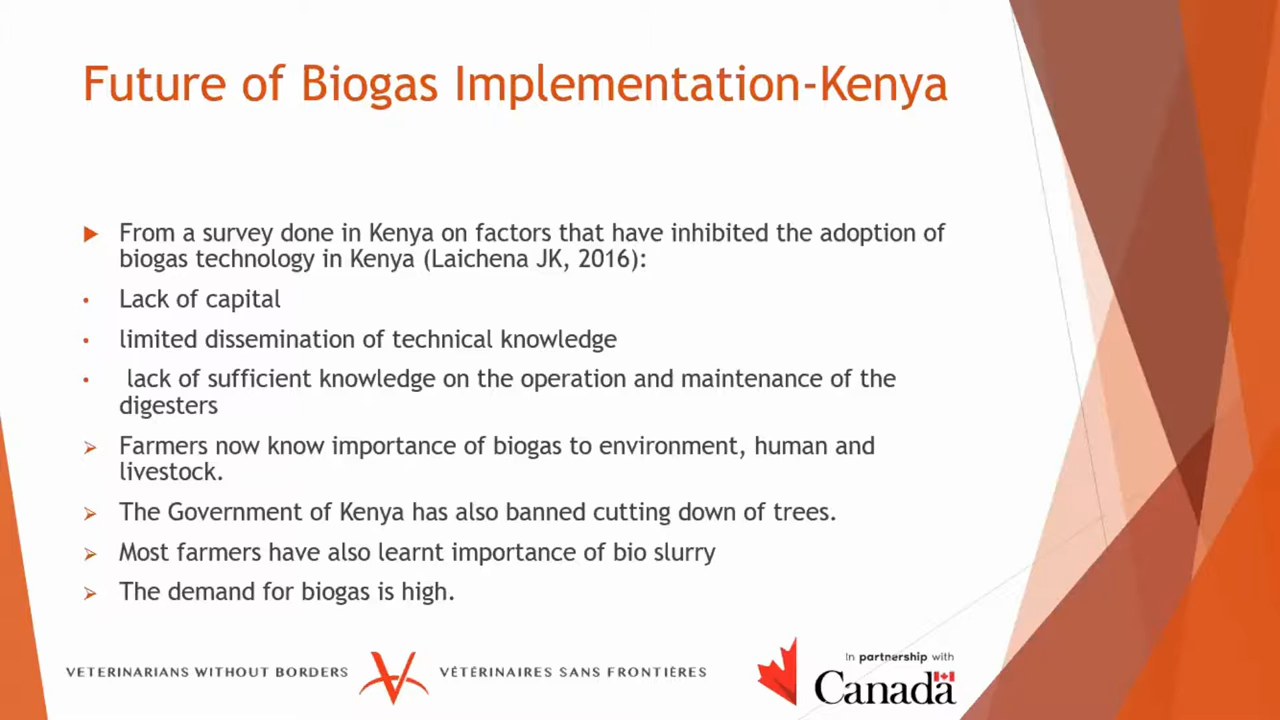 Future of Biogas Implementation-Kenya
From a survey done in Kenya on factors that have inhibited the adoption of
biogas technology in Kenya (Laichena JK, 2016):
Lack of capital
limited dissemination of technical knowledge
lack of sufficient knowledge on the operation and maintenance of the
digesters
Farmers now know importance of biogas to environment, human and
livestock.
The Government of Kenya has also banned cutting down of trees.
Most farmers have also learnt importance of bio slurry
The demand for biogas is high.
VETERINARIANS WITHOUT BORDERS
VÉTÉRINAIRES SANS FRONTIÈRES
In partnership with
Canada